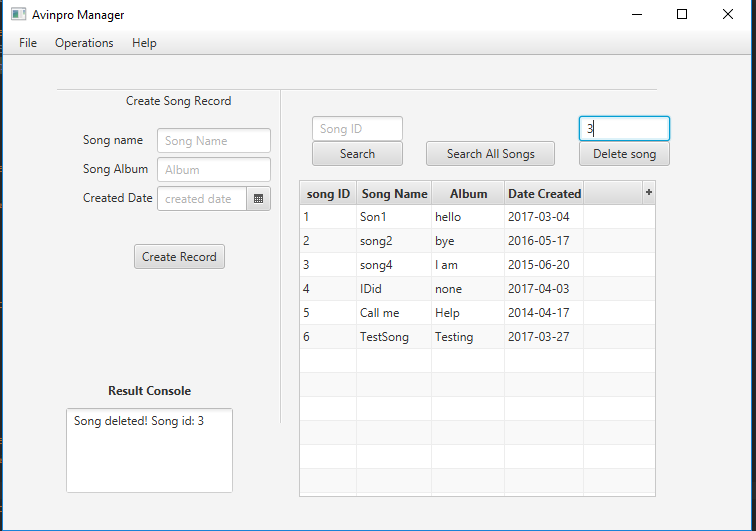 Avinpro Manager
File Operations Help
Create Song Record
Song name Song Name
Song Album Album
Created Date created date
Create Record
Result Console
Song deleted! Song id: 3
Song ID 3
Search Search All Songs Delete song
song ID Song Name Album Date Created +
1 Son1 hello 2017-03-04
2 song2 bye 2016-05-17
3 song4 I am 2015-06-20
4 IDid none 2017-04-03
5 Call me Help 2014-04-17
6 TestSong Testing 2017-03-27